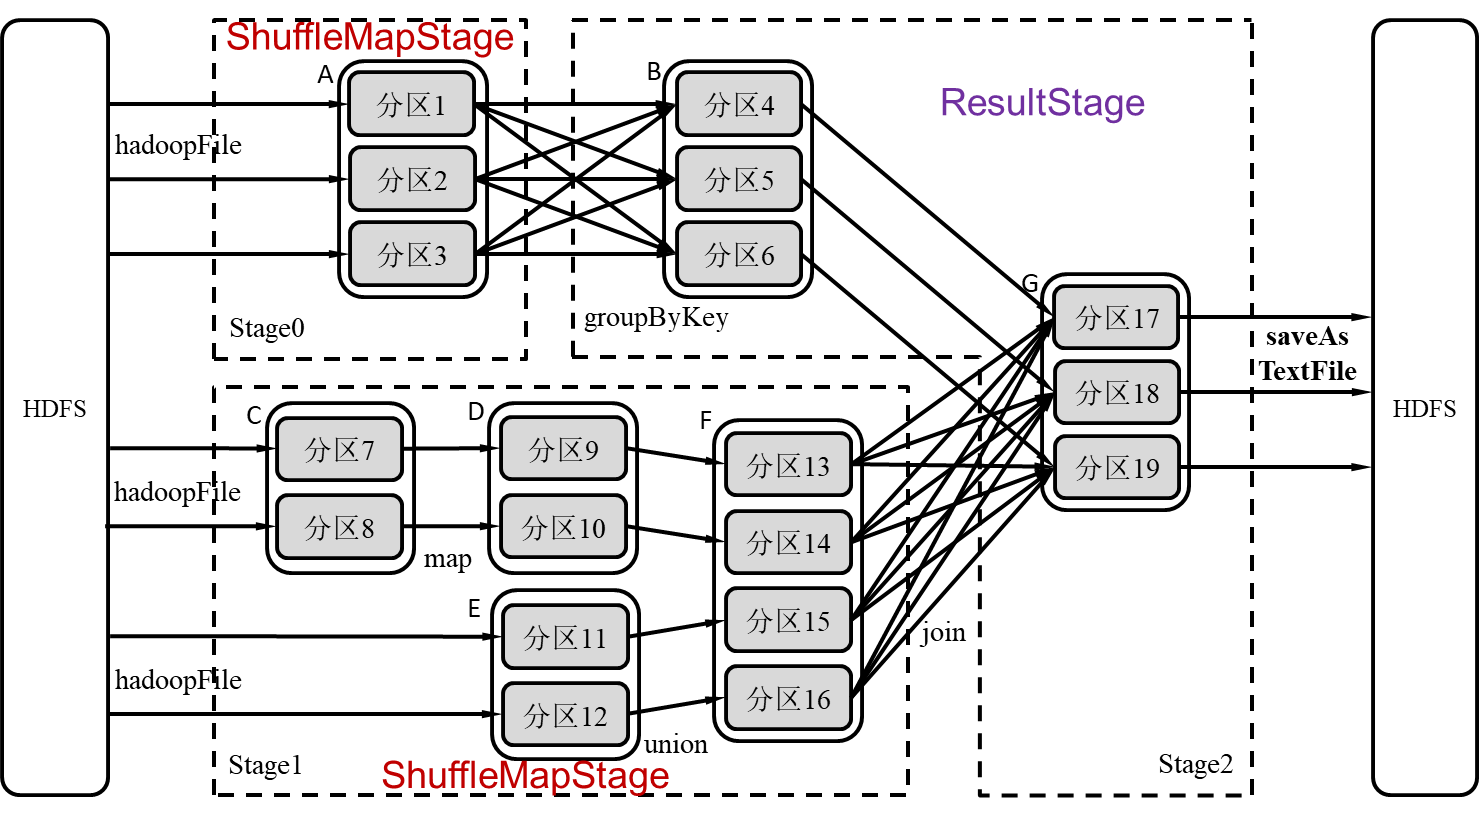 ShuffleMapStage
ResultStage
A
分区1
分区2
分区3
B
分区4
分区5
分区6
hadoopFile
Stage0
groupByKey
G
分区17
分区18
分区19
saveAs
TextFile
HDFS
HDFS
C
分区7
分区8
D
分区9
分区10
F
分区13
分区14
分区15
分区16
hadoopFile
map
E
分区11
分区12
join
hadoopFile
union
Stage1
ShuffleMapStage
Stage2